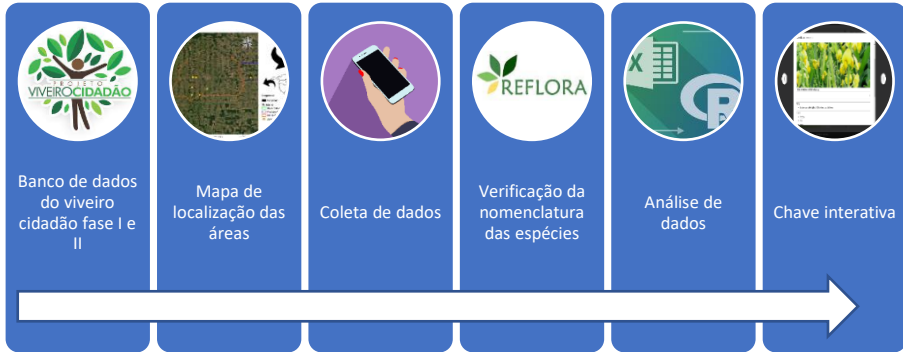 PROJETO
VIVEIROCIDADÃO
REFLORA
X
R
Banco de dados
do viveiro
cidadão fase I e
II
Mapa de
localização das
áreas
Coleta de dados
Verificação da
nomenclatura
das espécies
Análise de
dados
Chave interativa